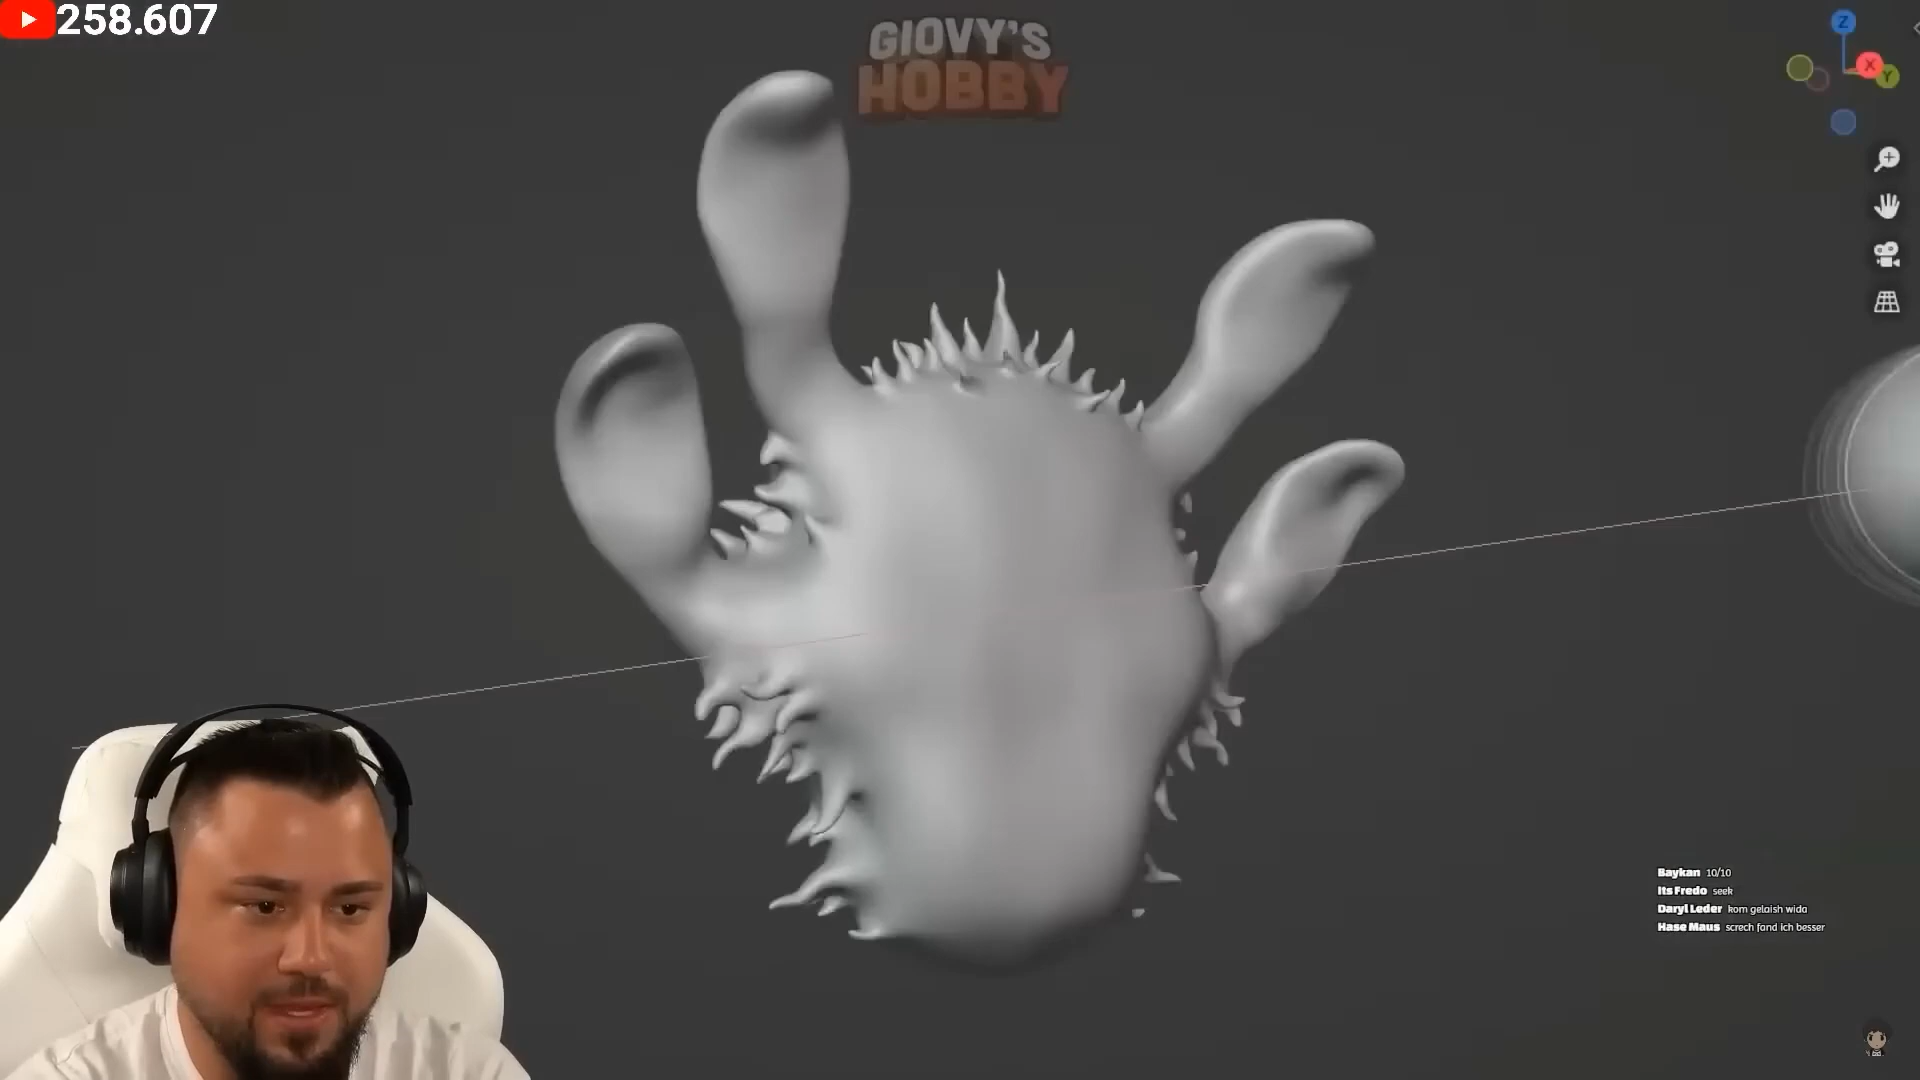 258.607
GIOVY'S
HOBBY
Z
X
Y
Baykan 10/10
Its Fredo seek
Daryl Leder kom gelaish wida
Hase Maus screch fand ich besser